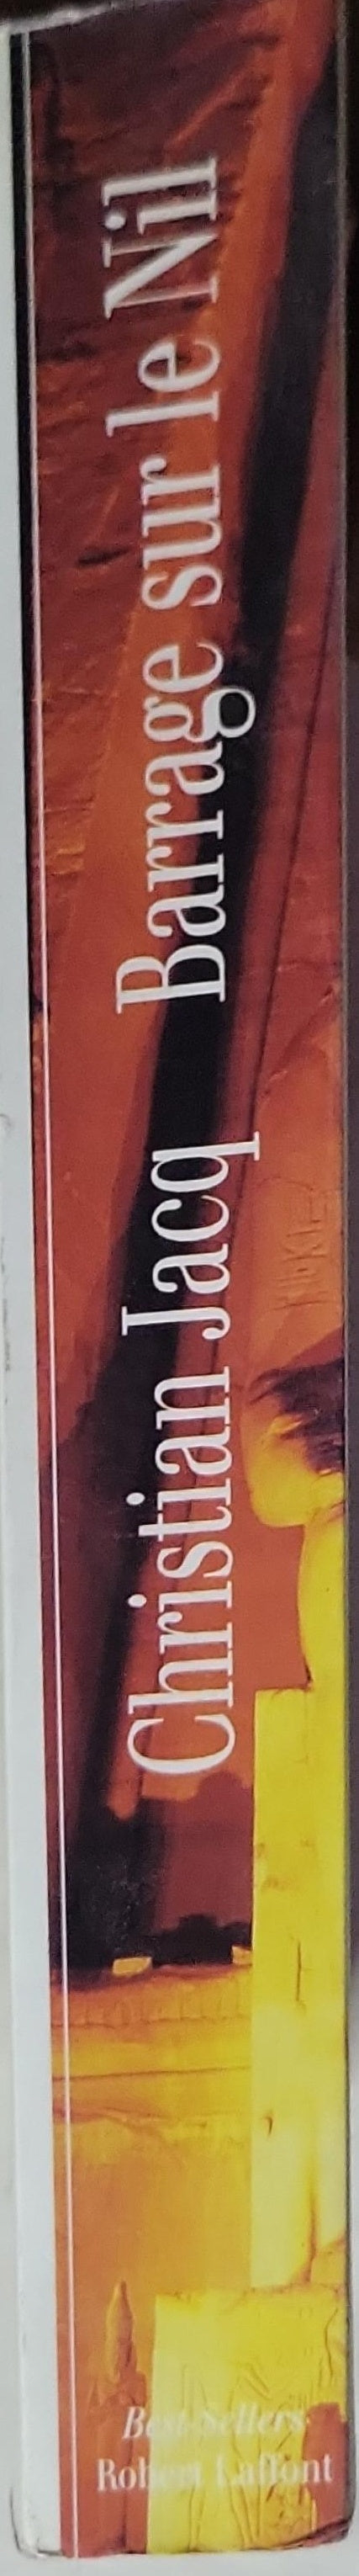 Christian Jacq Barrage sur le Nil
Best-Sellers
Robert Laffont